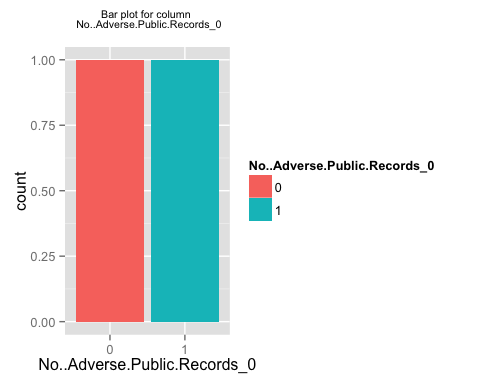 Bar plot for column
No..Adverse.Public.Records_0
1.00
0.75
0.50
0.25
0.00
count
0
1
No..Adverse.Public.Records_0
No..Adverse.Public.Records_0
0
1